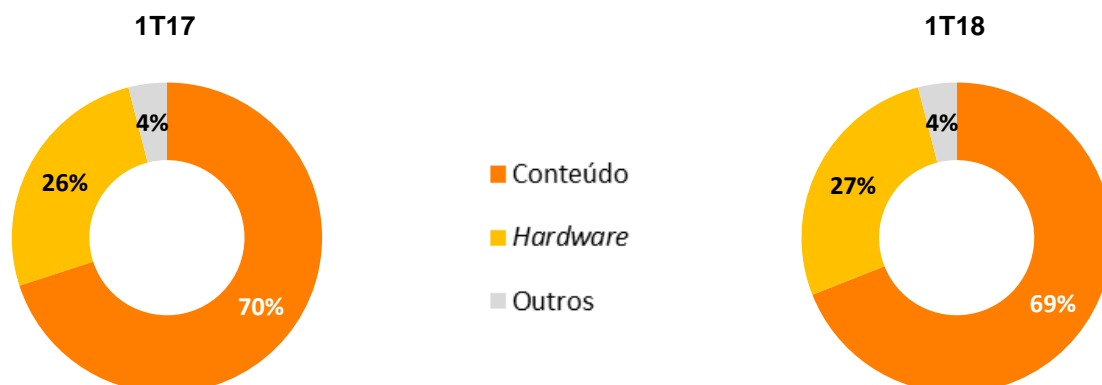 1T17
1T18
4%
26%
70%
Conteúdo
Hardware
Outros
4%
27%
69%